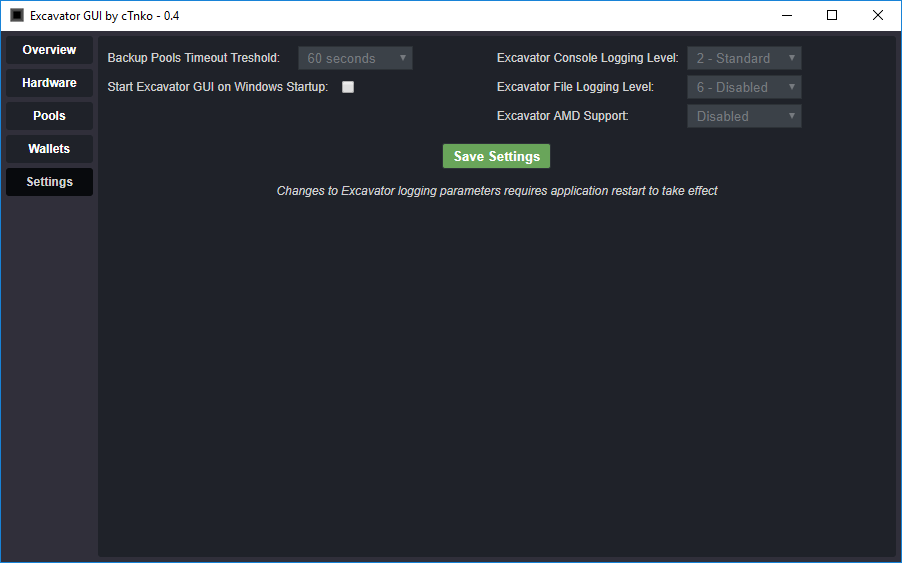 Excavator GUI by cTnko - 0.4
Overview
Hardware
Pools
Wallets
Settings
Backup Pools Timeout Treshold: 60 seconds
Start Excavator GUI on Windows Startup:
Excavator Console Logging Level: 2 - Standard
Excavator File Logging Level: 6 - Disabled
Excavator AMD Support: Disabled
Save Settings
Changes to Excavator logging parameters requires application restart to take effect